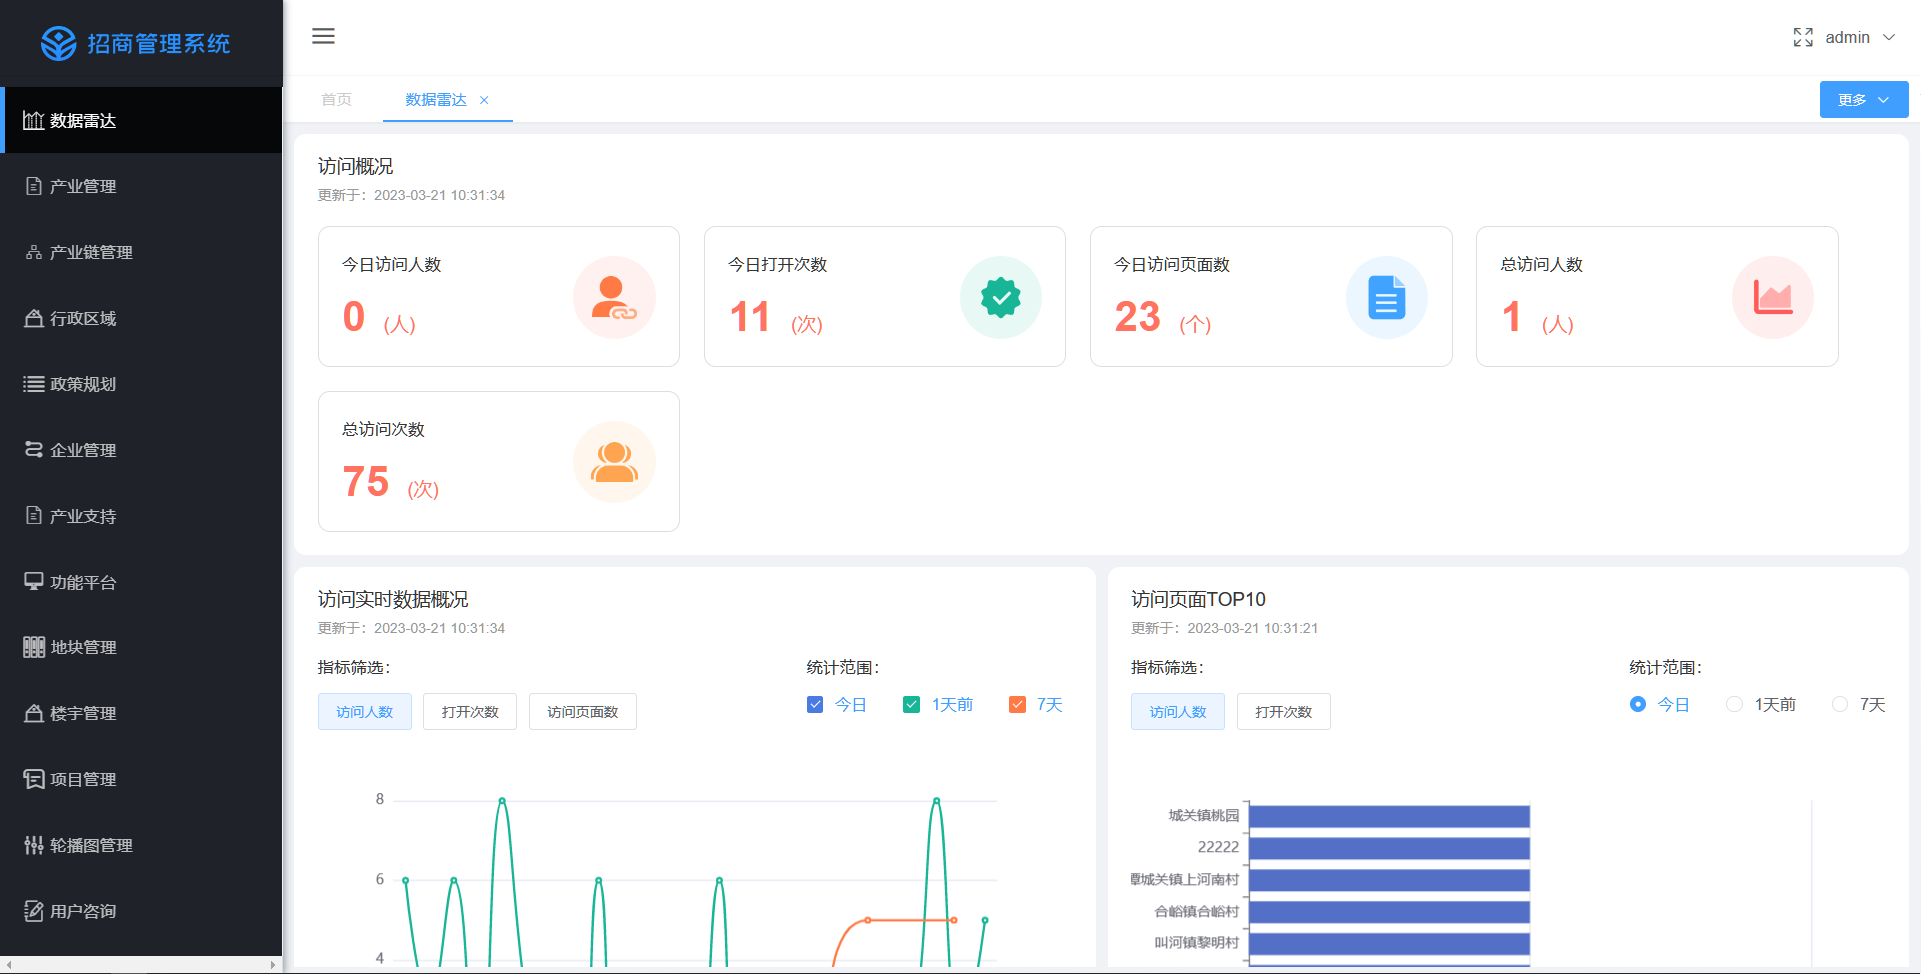 招商管理系统
数据雷达
产业管理
产业链管理
行政区域
政策规划
企业管理
产业支持
功能平台
地块管理
楼宇管理
项目管理
轮播图管理
用户咨询
admin
首页
数据雷达
更多
访问概况
更新于：2023-03-21 10:31:34
今日访问人数
0 (人)
今日打开次数
11 (次)
今日访问页面数
23 (个)
总访问人数
1 (人)
总访问次数
75 (次)
访问实时数据概况
更新于：2023-03-21 10:31:34
指标筛选：
访问人数 打开次数 访问页面数
统计范围：
今日 1天前 7天
8
6
4
访问页面TOP10
更新于：2023-03-21 10:31:21
指标筛选：
访问人数 打开次数
统计范围：
今日 1天前 7天
城关镇桃园
22222
城关镇上河南村
合峪镇合峪村
叫河镇黎明村